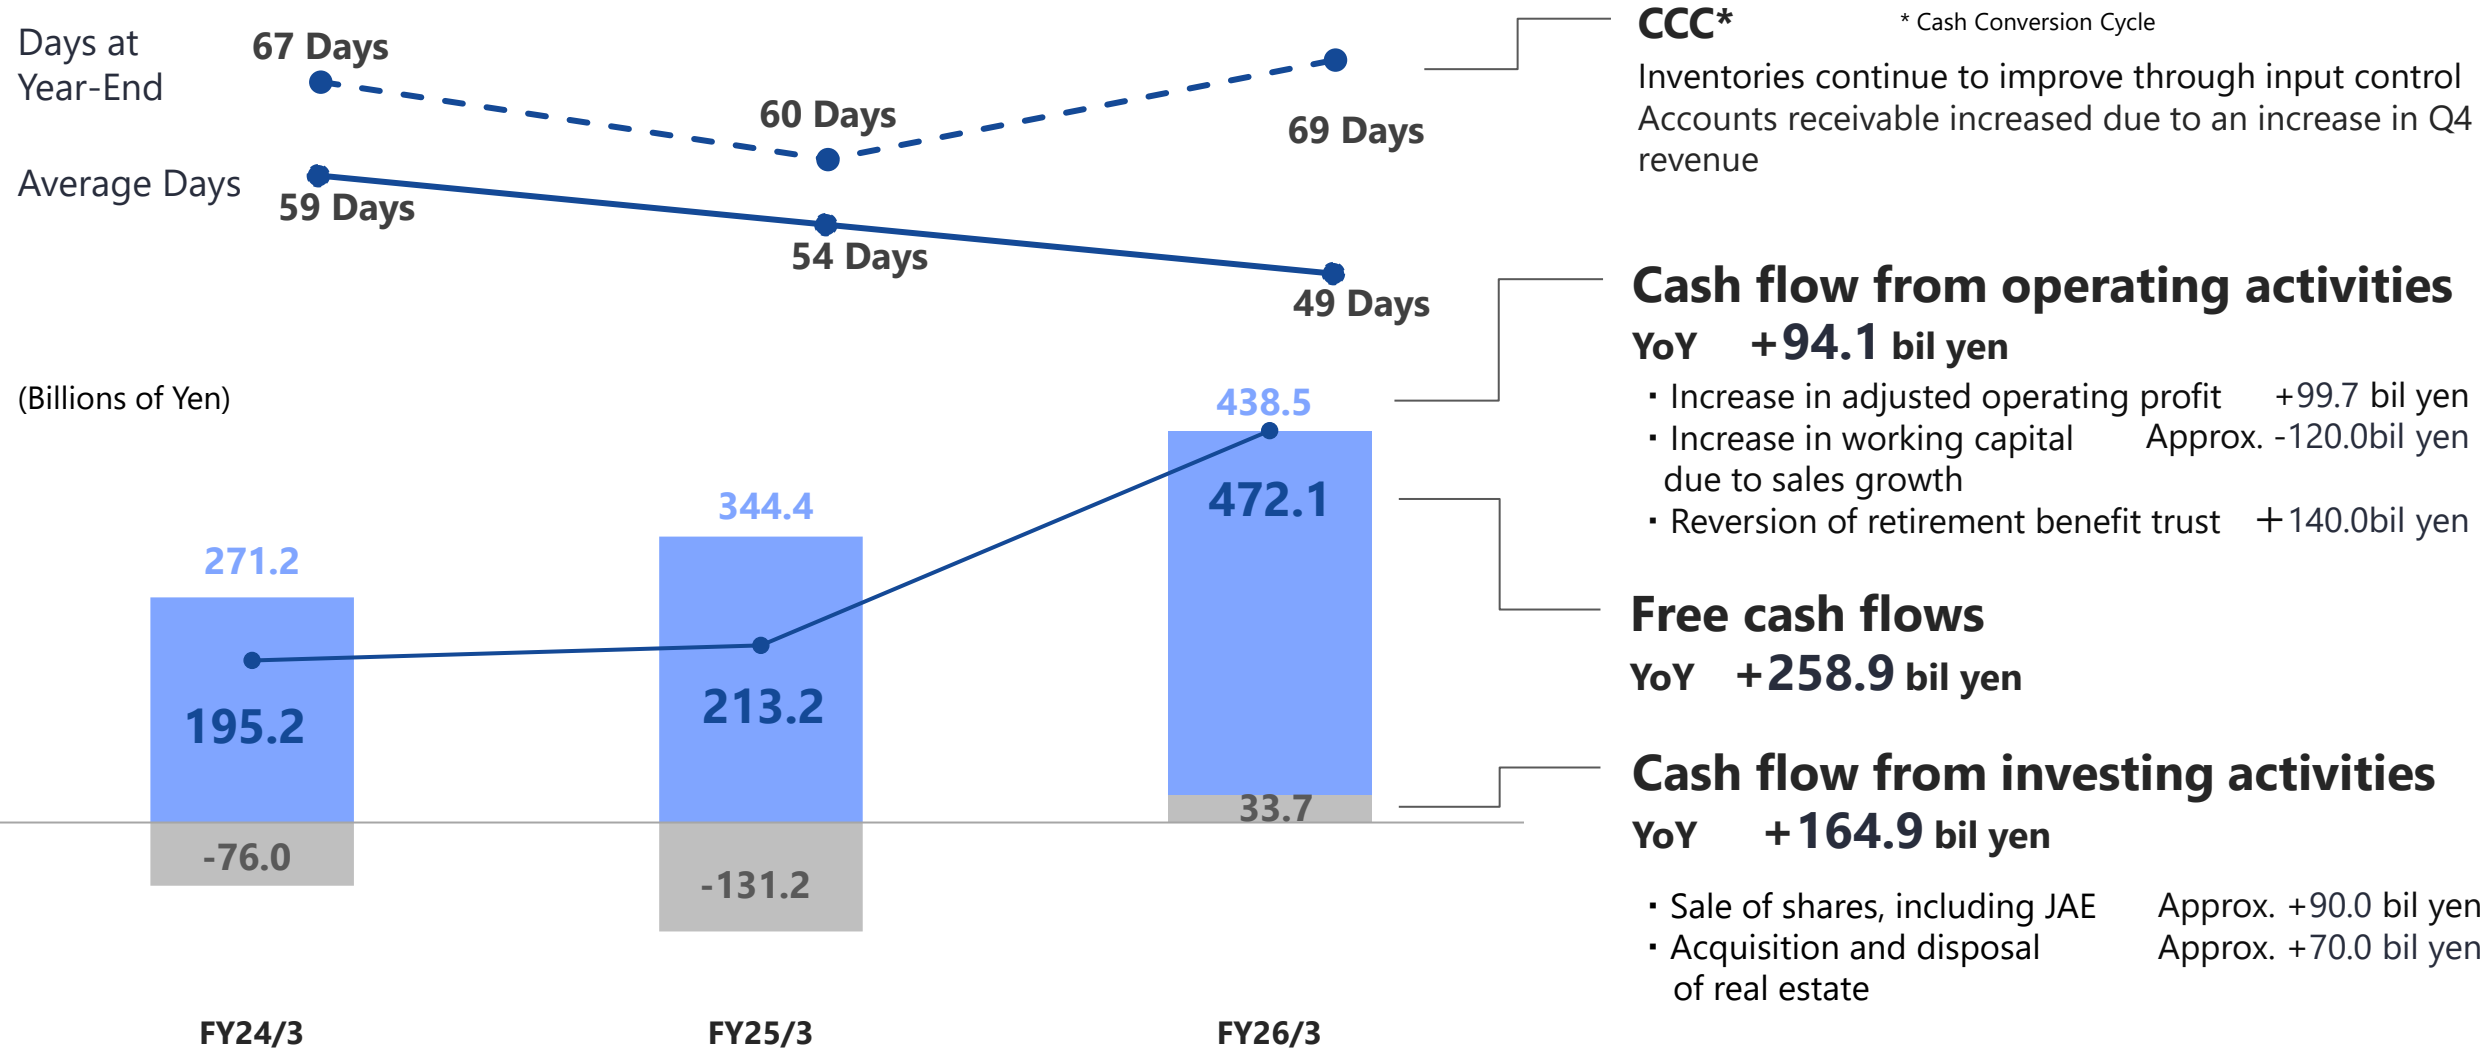 Days at
Year-End
67 Days
60 Days
69 Days
Average Days
59 Days
54 Days
49 Days
(Billions of Yen)
271.2
344.4
438.5
195.2
213.2
472.1
-76.0
-131.2
33.7
FY24/3
FY25/3
FY26/3
CCC*
* Cash Conversion Cycle
Inventories continue to improve through input control
Accounts receivable increased due to an increase in Q4
revenue
Cash flow from operating activities
YoY +94.1 bil yen
・Increase in adjusted operating profit +99.7 bil yen
・Increase in working capital Approx. -120.0bil yen
due to sales growth
・Reversion of retirement benefit trust ＋140.0bil yen
Free cash flows
YoY +258.9 bil yen
Cash flow from investing activities
YoY +164.9 bil yen
・Sale of shares, including JAE Approx. +90.0 bil yen
・Acquisition and disposal Approx. +70.0 bil yen
of real estate